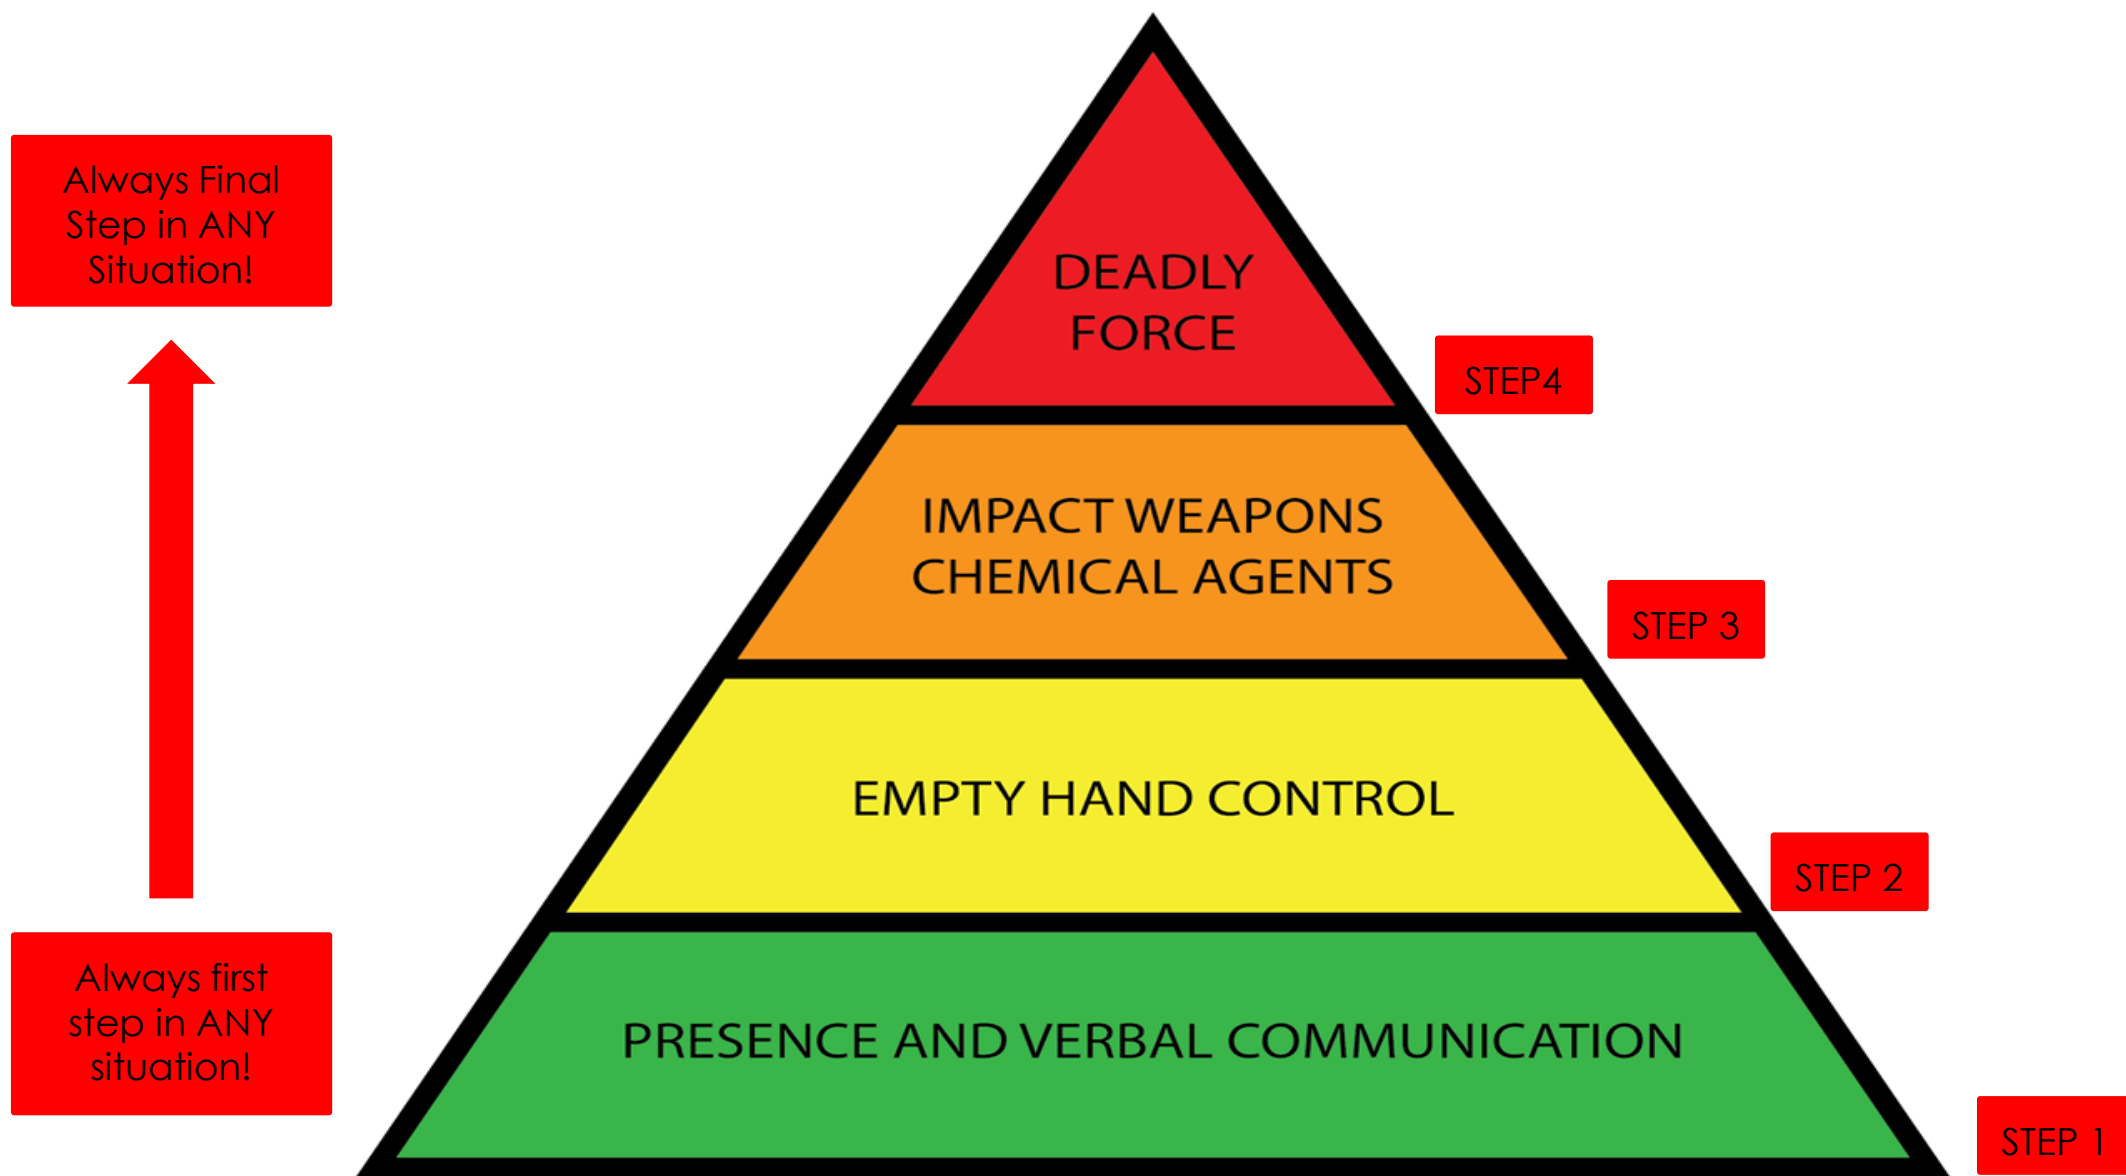 Always Final
Step in ANY
Situation!
DEADLY
FORCE
STEP4
IMPACT WEAPONS
CHEMICAL AGENTS
STEP 3
EMPTY HAND CONTROL
STEP 2
Always first
step in ANY
situation!
PRESENCE AND VERBAL COMMUNICATION
STEP 1